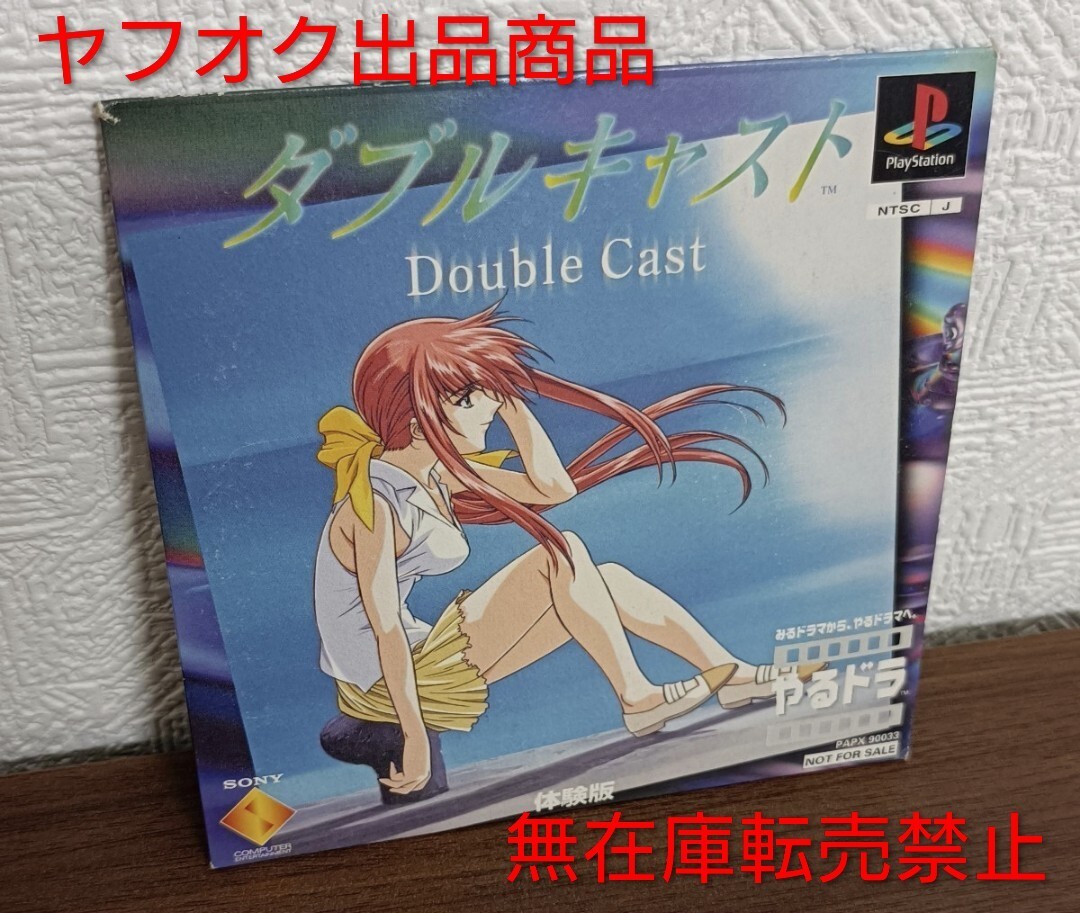 ヤフオク出品商品
ダブルキャスト
TM
Double Cast
PlayStation
NTSC J
みるドラマから、やるドラマへ。
やるドラ
TM
PAPX 90033
NOT FOR SALE
SONY
COMPUTER
ENTERTAINMENT
体験版
無在庫転売禁止